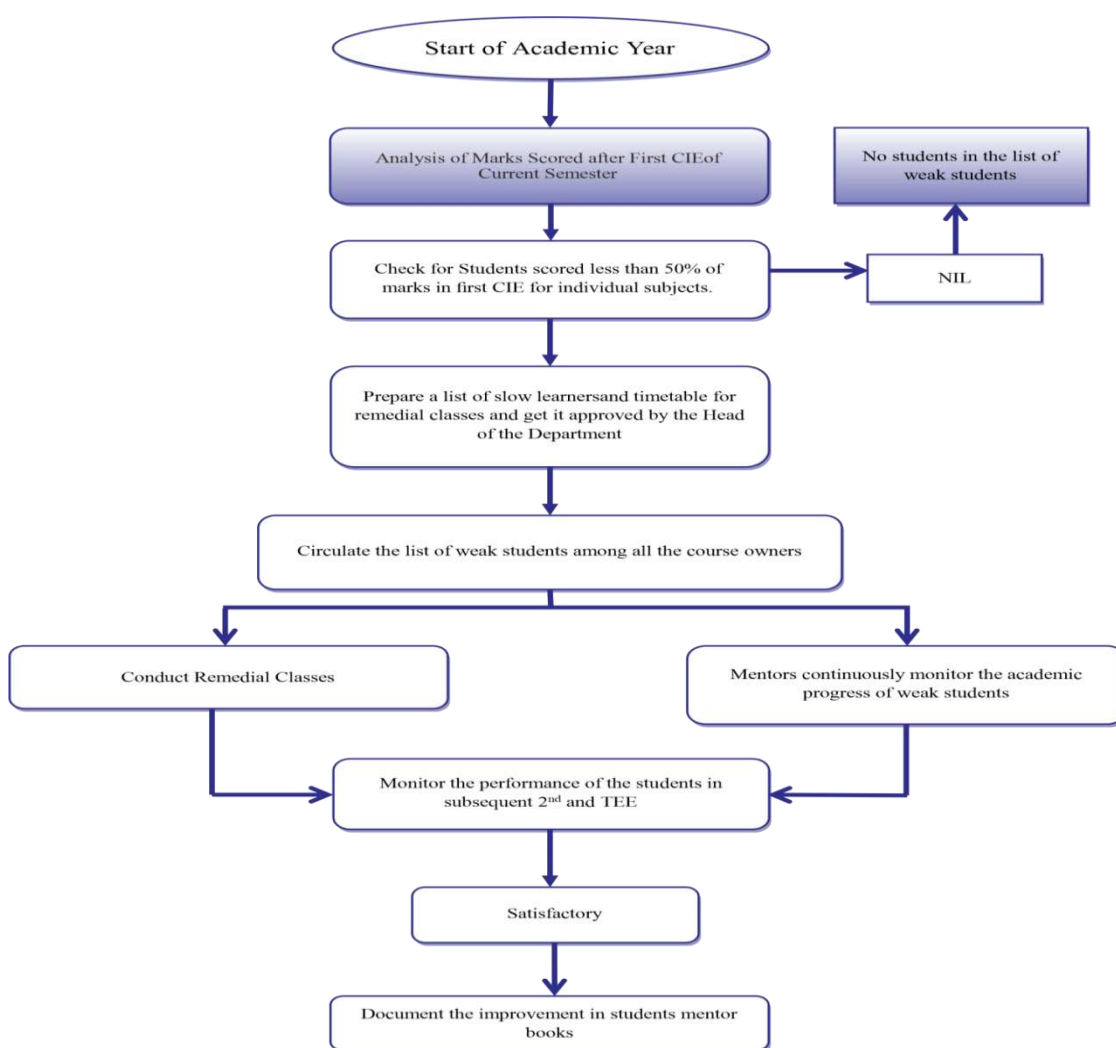 Start of Academic Year
Analysis of Marks Scored after First CIEof
Current Semester
No students in the list of
weak students
Check for Students scored less than 50% of
marks in first CIE for individual subjects.
NIL
Prepare a list of slow learnersand timetable for
remedial classes and get it approved by the Head
of the Department
Circulate the list of weak students among all the course owners
Conduct Remedial Classes
Mentors continuously monitor the academic
progress of weak students
Monitor the performance of the students in
subsequent 2nd and TEE
Satisfactory
Document the improvement in students mentor
books